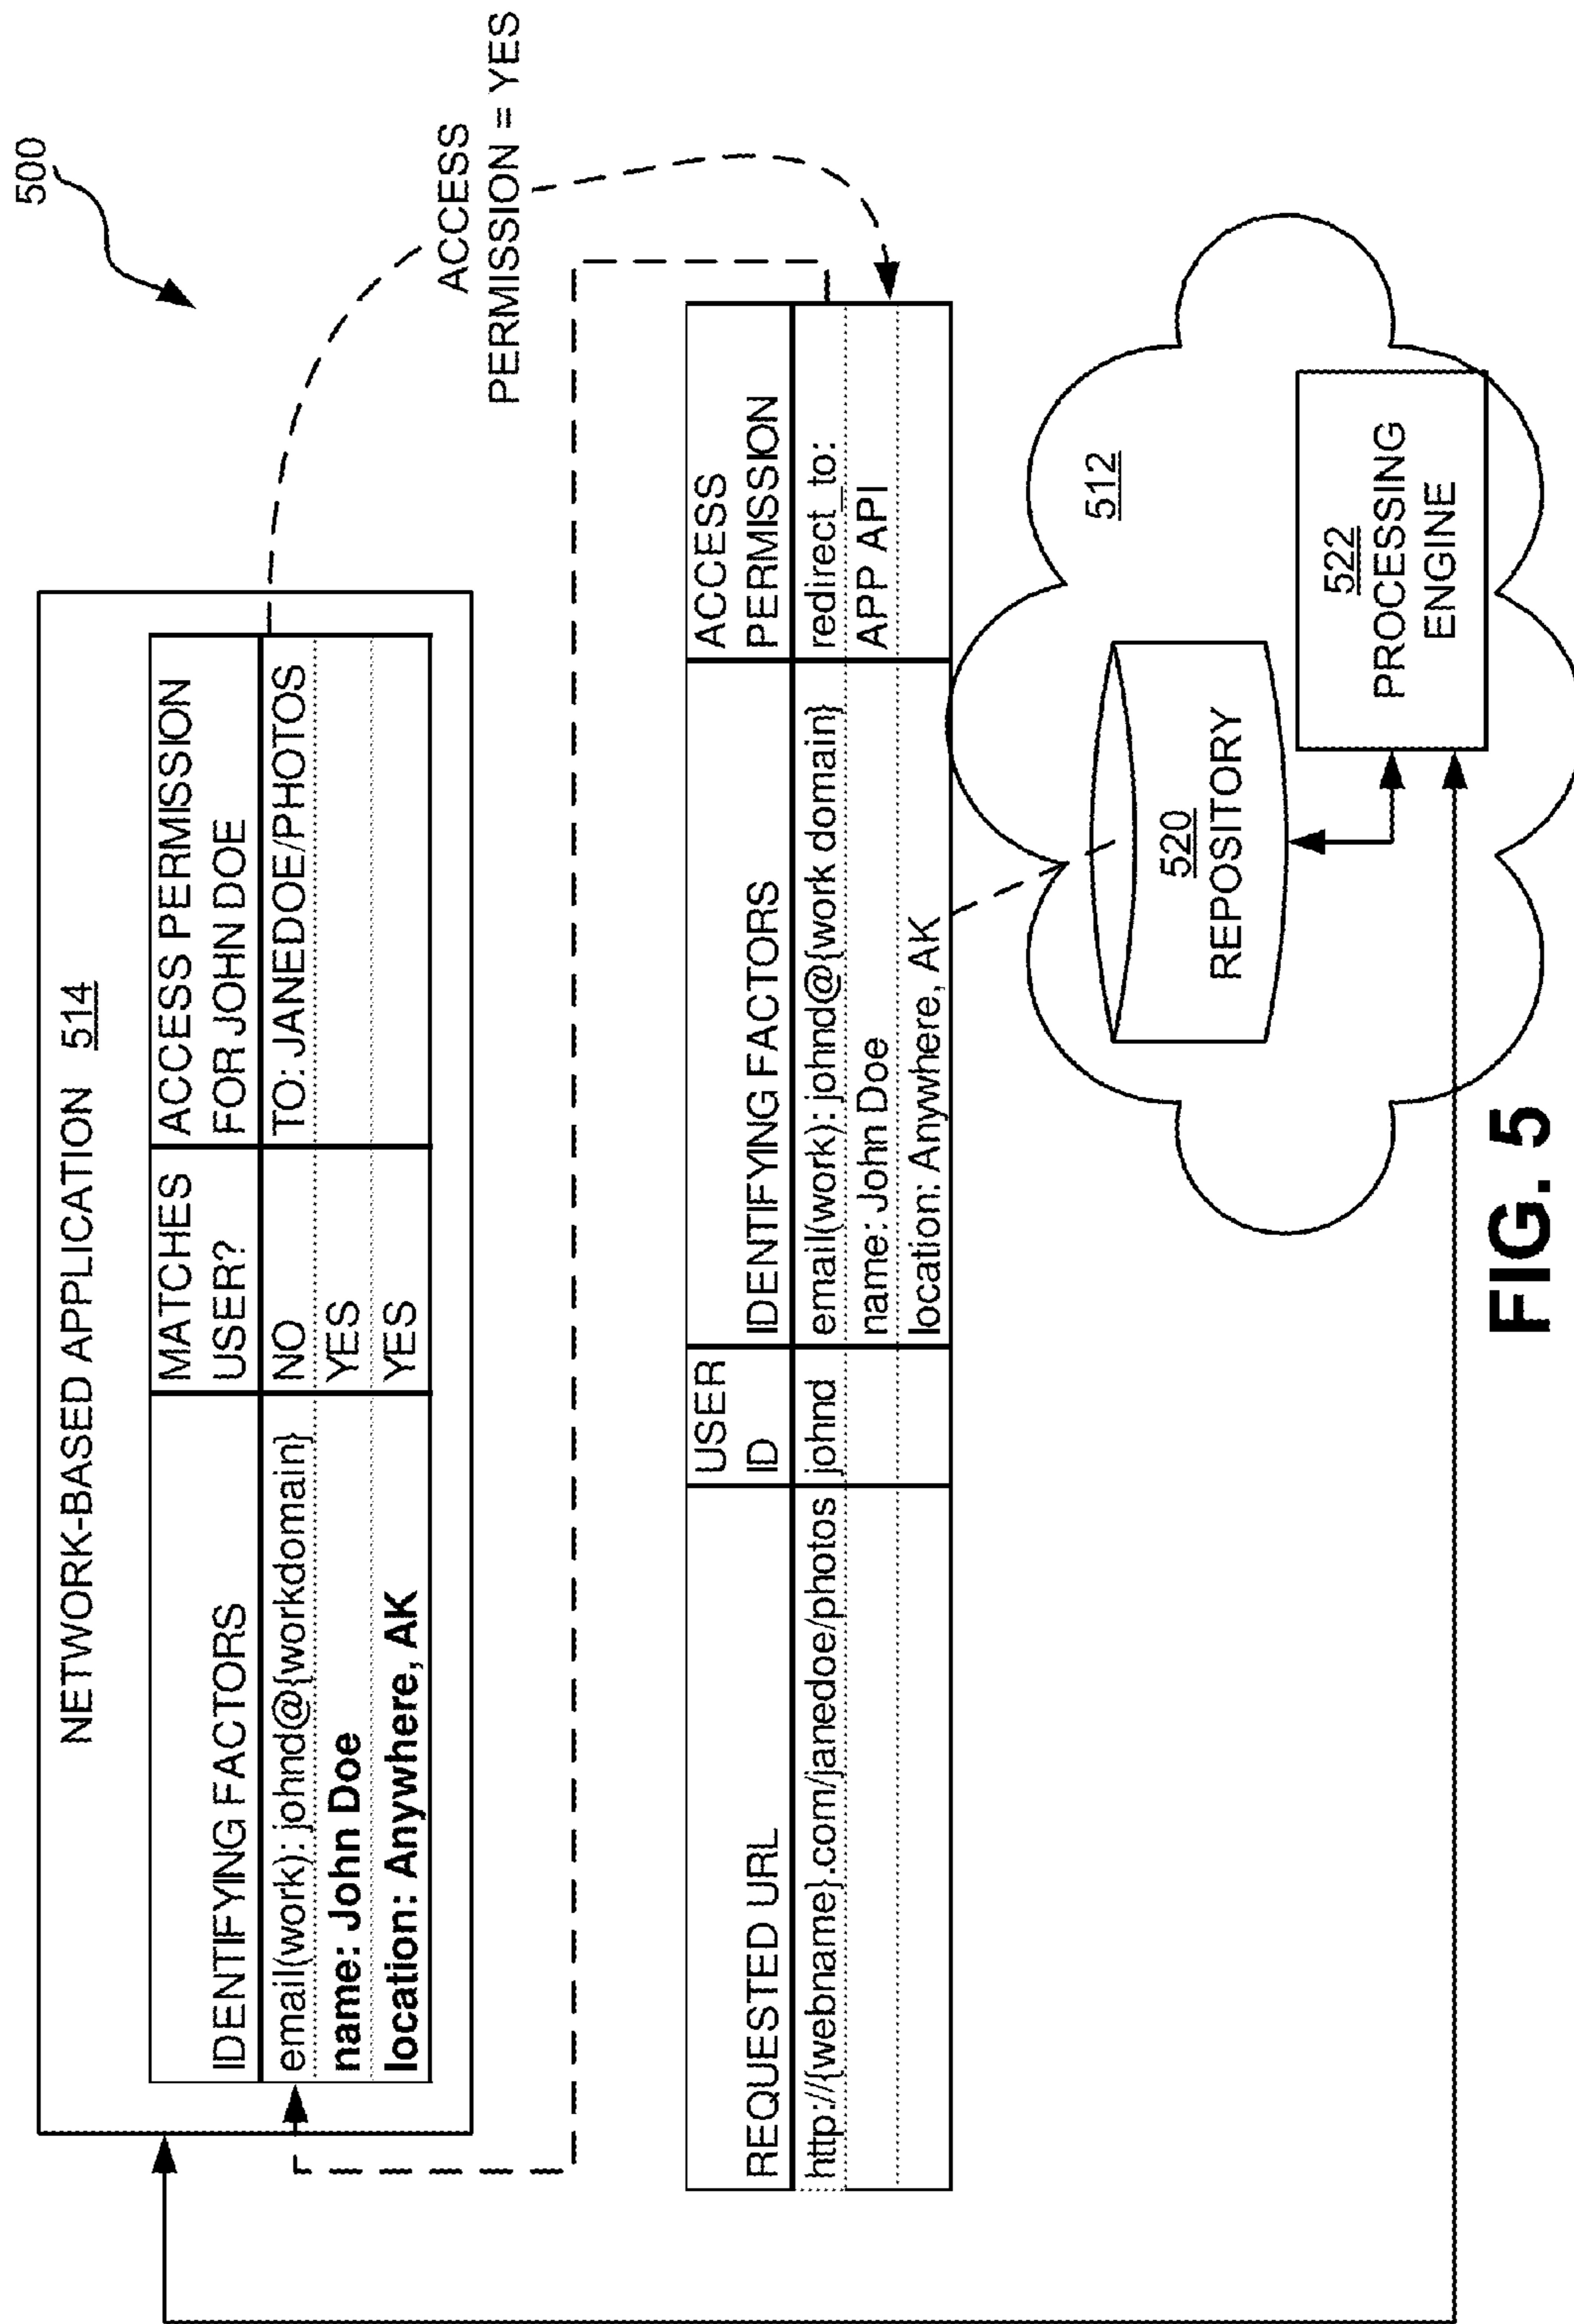 500
NETWORK-BASED APPLICATION 514
IDENTIFYING FACTORS
MATCHES
USER?
ACCESS PERMISSION
FOR JOHN DOE
email(work): johnd@{workdomain}
NO
TO: JANEDOE/PHOTOS
name: John Doe
YES
location: Anywhere, AK
YES
ACCESS
PERMISSION = YES
REQUESTED URL
USER
ID
IDENTIFYING FACTORS
ACCESS
PERMISSION
http://{webname}.com/janedoe/photos
johnd
email(work): johnd@{work domain}
redirect_to:
name: John Doe
APP API
location: Anywhere, AK
512
520
REPOSITORY
522
PROCESSING
ENGINE
FIG. 5